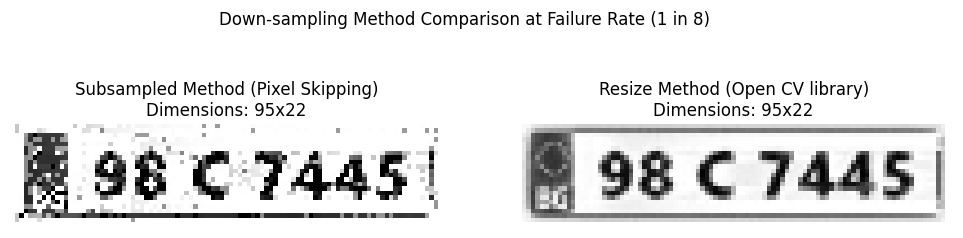 Down-sampling Method Comparison at Failure Rate (1 in 8)
Subsampled Method (Pixel Skipping)
Dimensions: 95x22
98 C 7445
Resize Method (Open CV library)
Dimensions: 95x22
98 C 7445